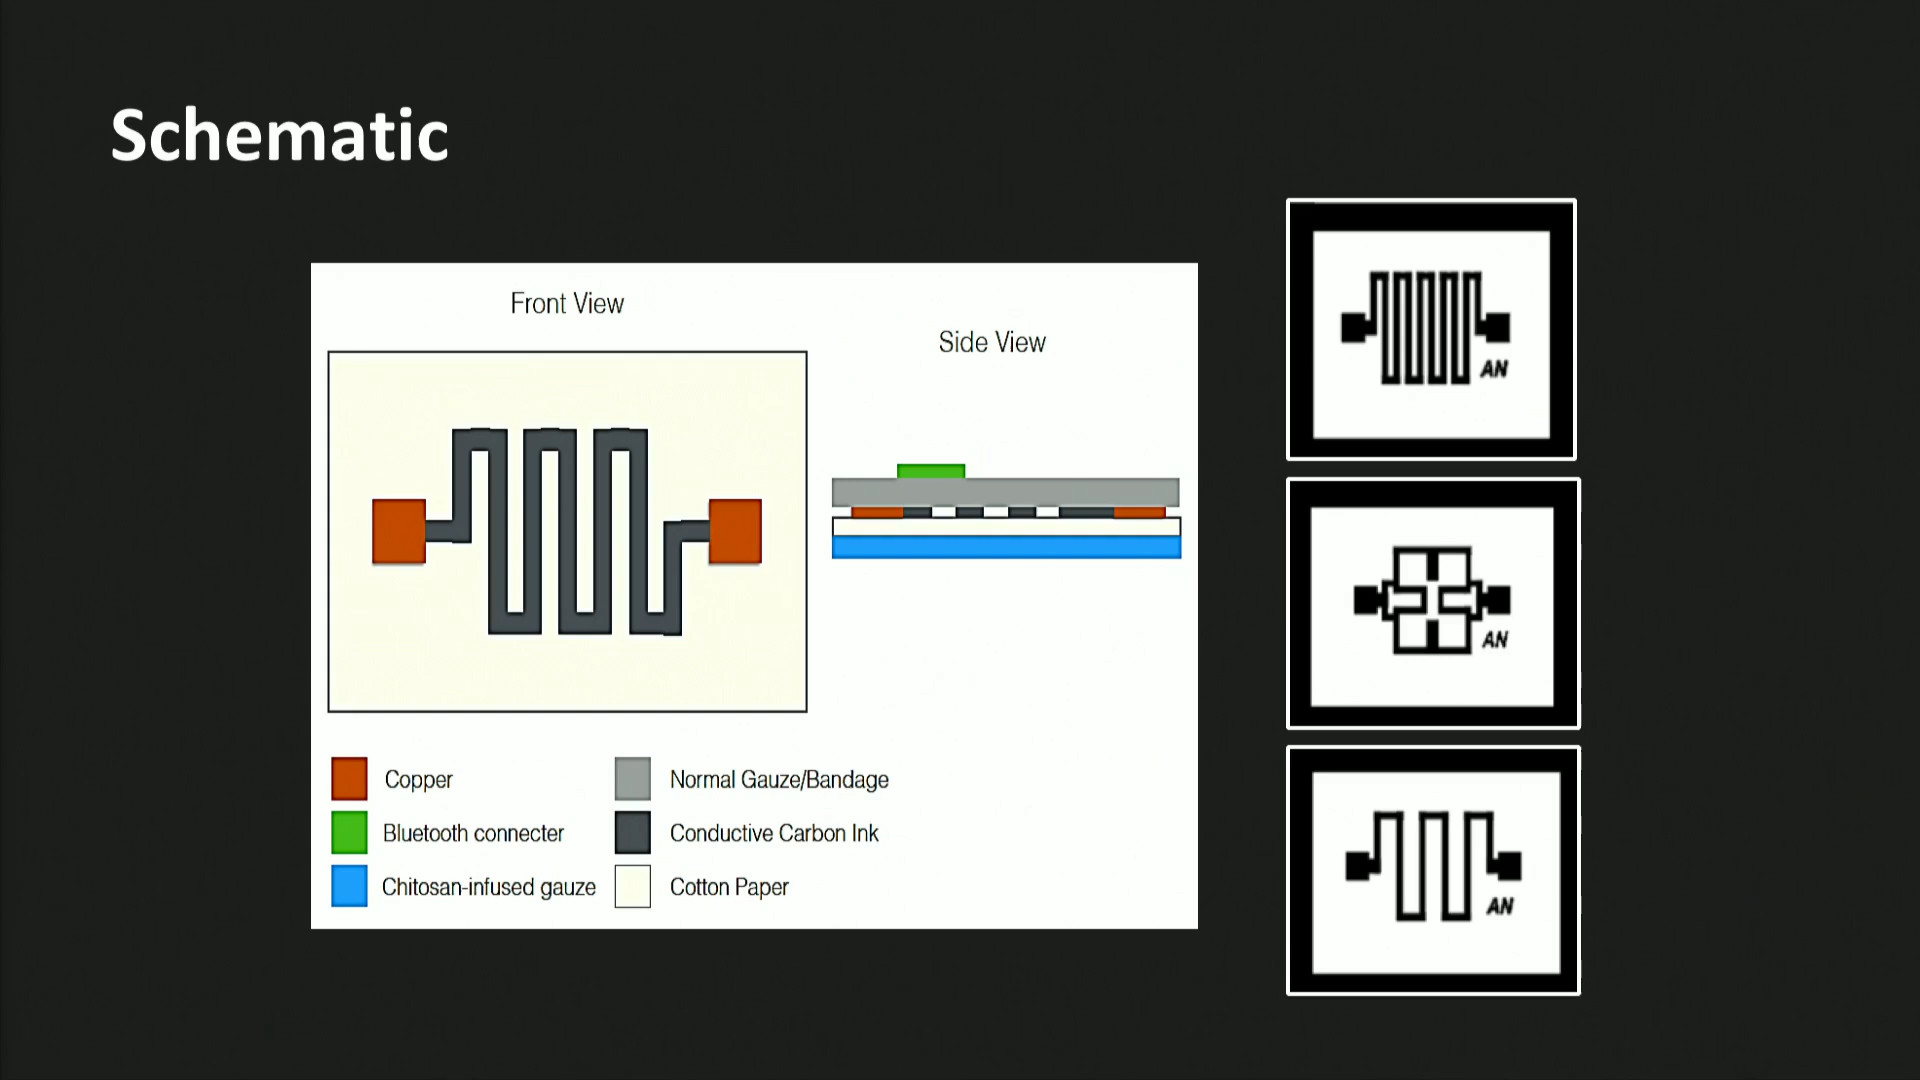 Schematic
Front View
Side View
Copper
Normal Gauze/Bandage
Bluetooth connecter
Conductive Carbon Ink
Chitosan-infused gauze
Cotton Paper
AN
AN
AN